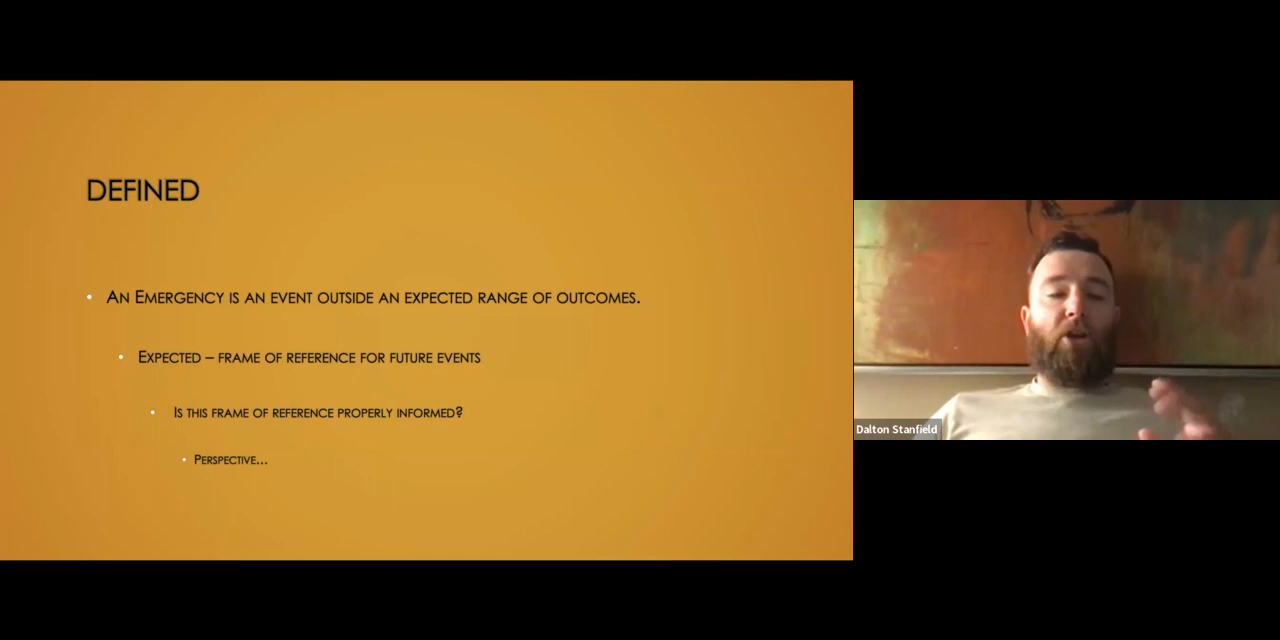 DEFINED
An Emergency is an event outside an expected range of outcomes.
Expected – frame of reference for future events
Is this frame of reference properly informed?
Perspective...
Dalton Stanfield